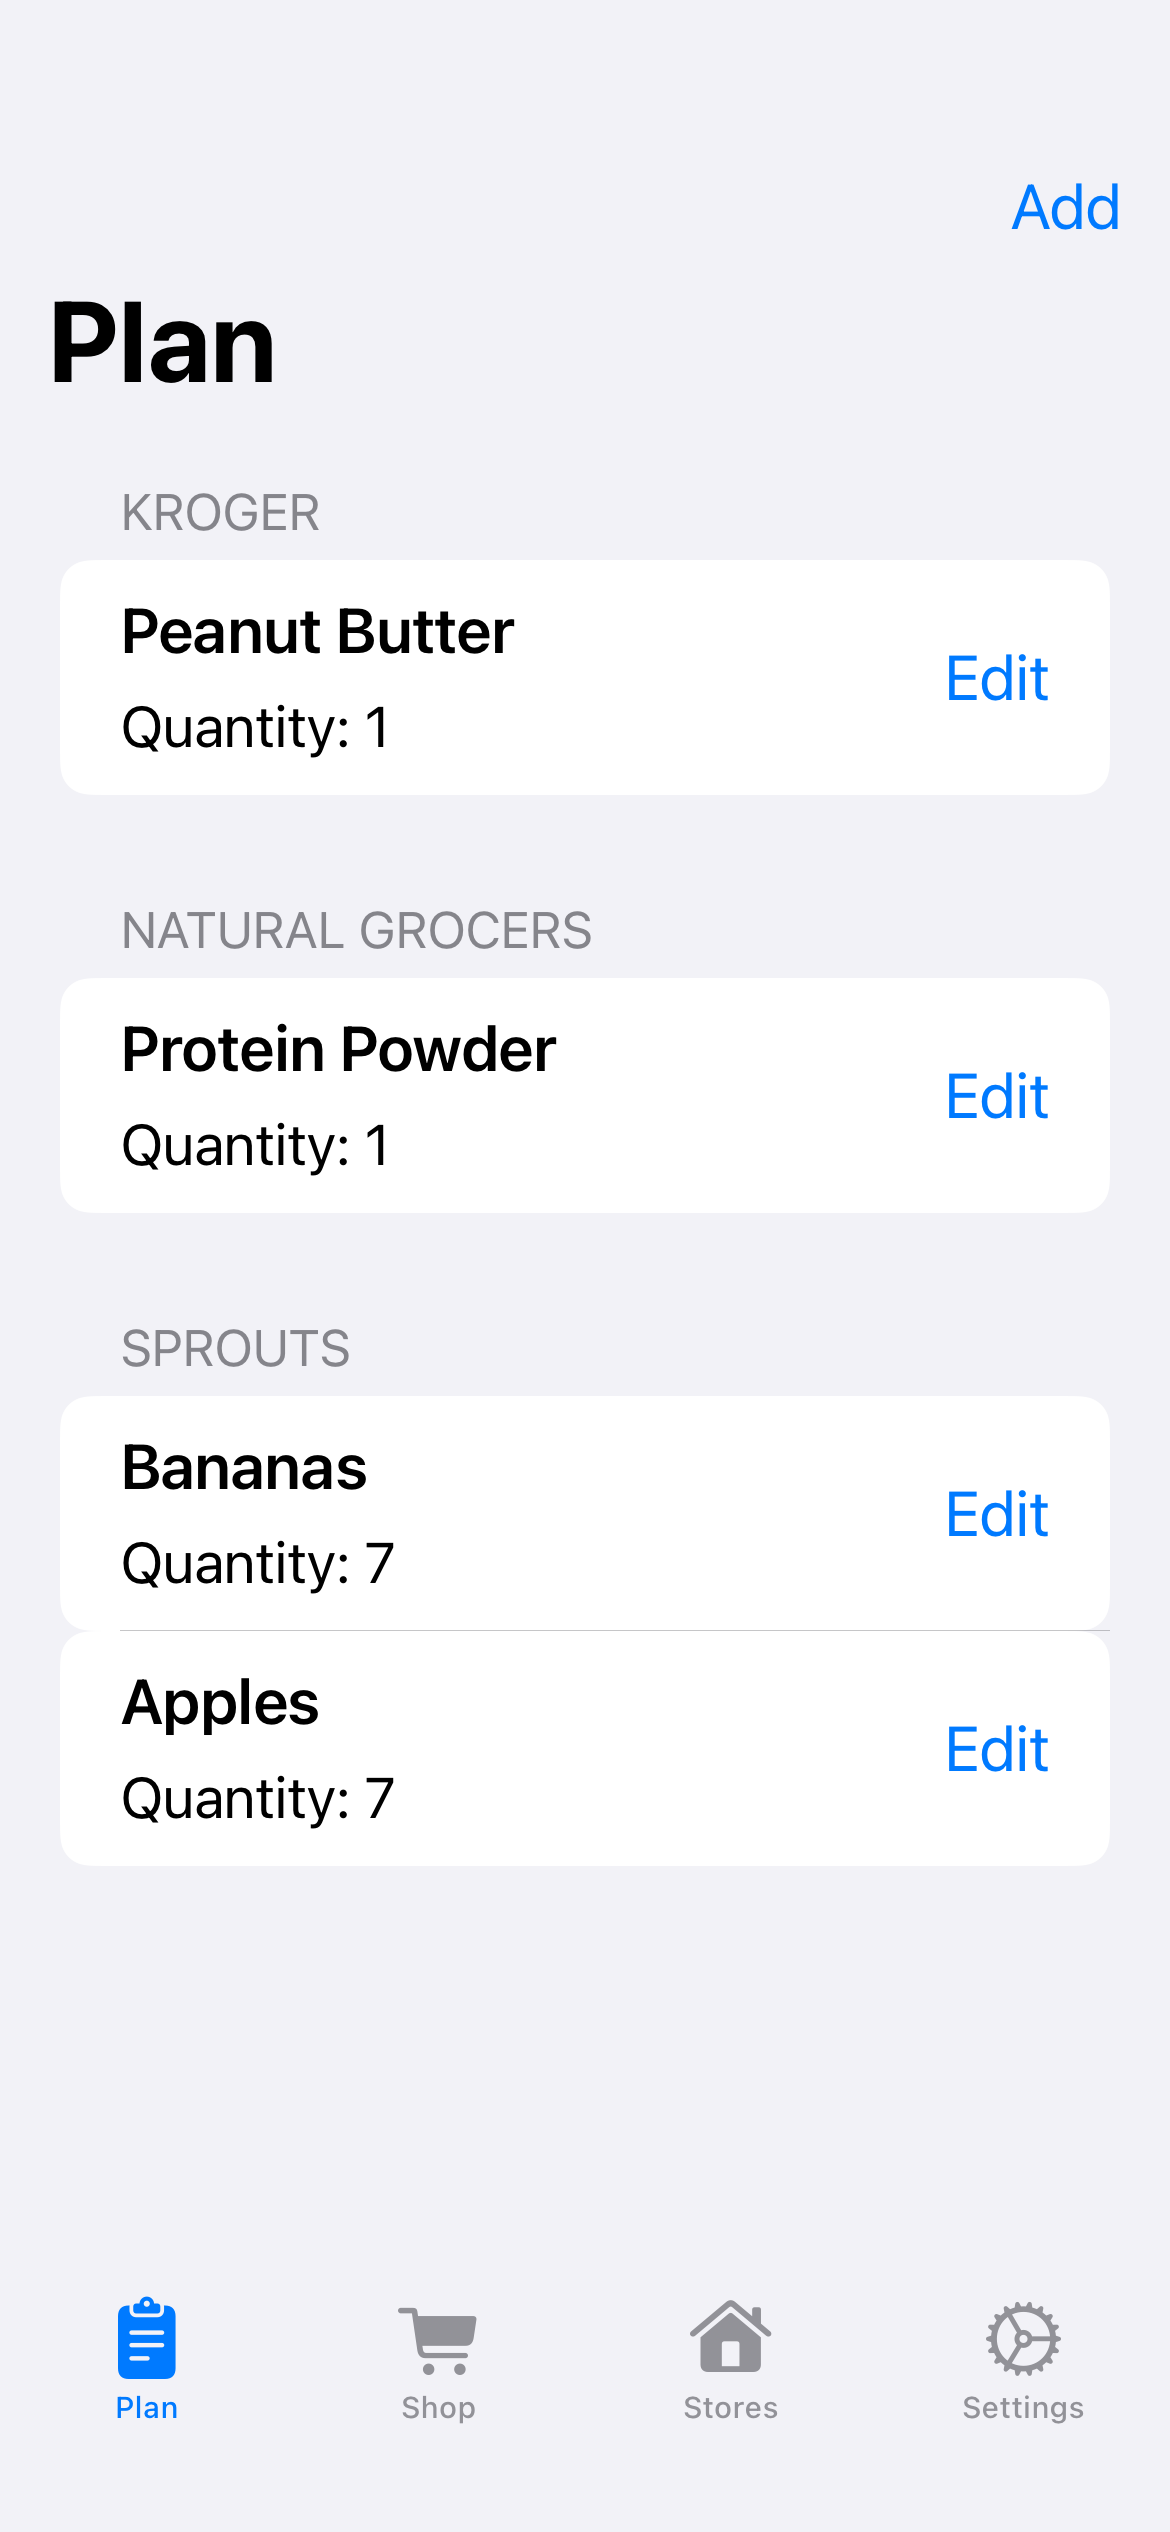 Add
Plan
KROGER
Peanut Butter
Quantity: 1
Edit
NATURAL GROCERS
Protein Powder
Quantity: 1
Edit
SPROUTS
Bananas
Quantity: 7
Edit
Apples
Quantity: 7
Edit
Plan
Shop
Stores
Settings